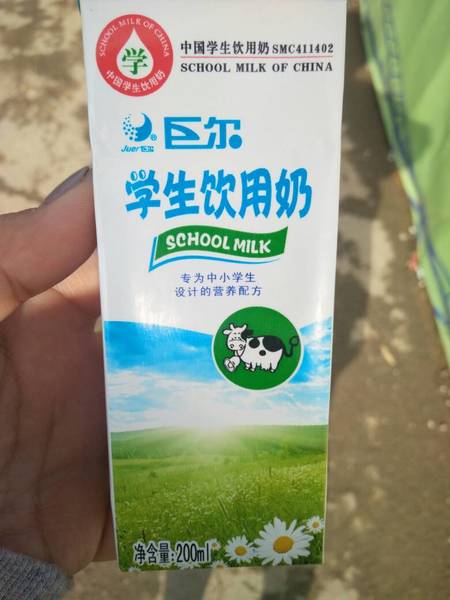 SCHOOL MILK OF CHINA
学
中国学生饮用奶
中国学生饮用奶 SMC411402
SCHOOL MILK OF CHINA
Juer巨尔
®
巨尔
学生饮用奶
SCHOOL MILK
专为中小学生
设计的营养配方
净含量:200ml